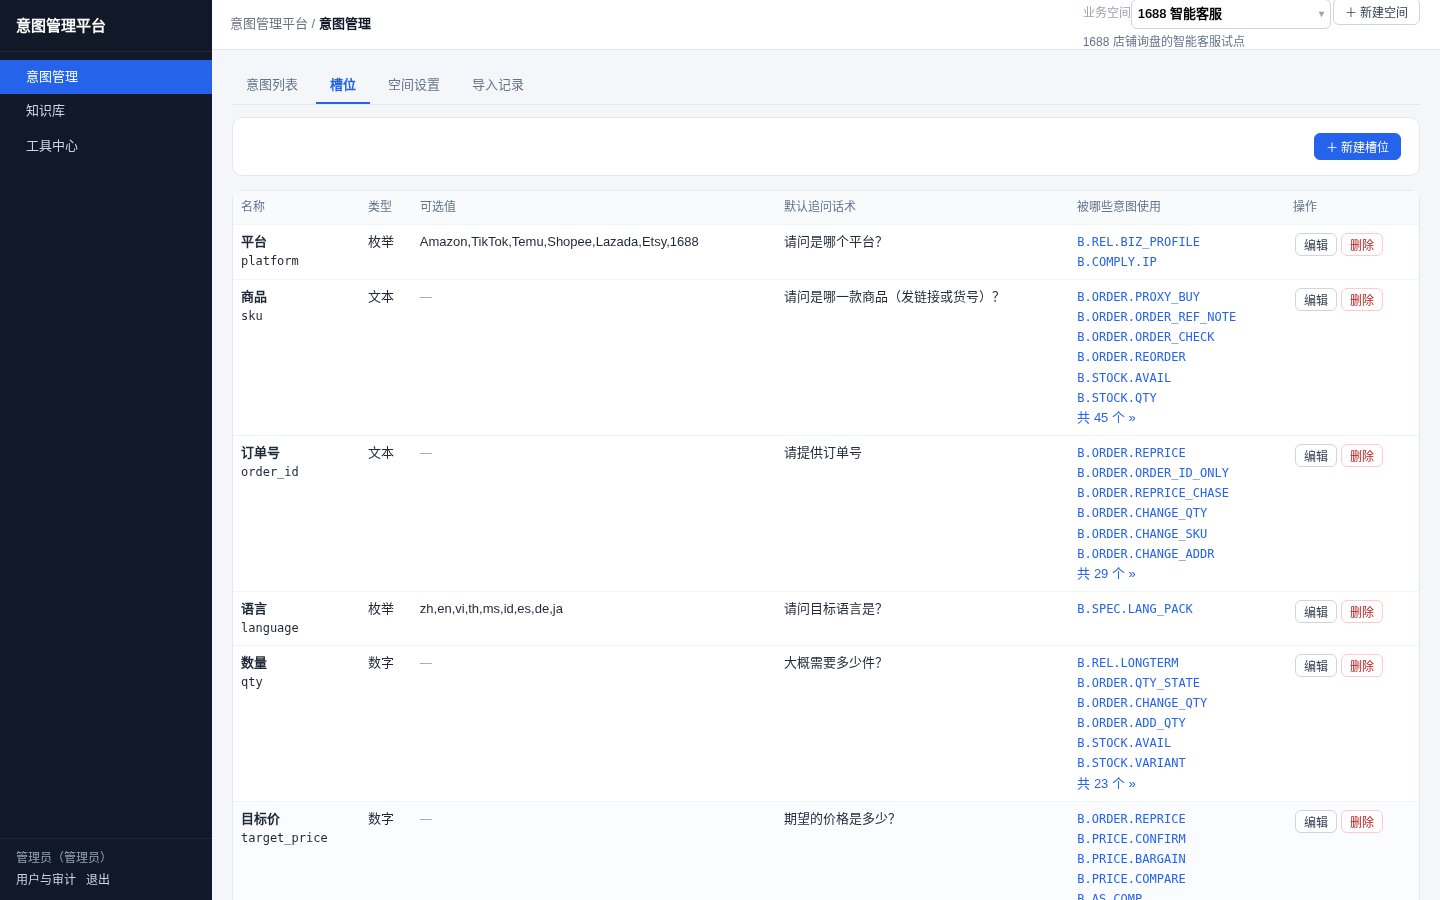 意图管理平台
意图管理
知识库
工具中心
管理员（管理员）
用户与审计 退出
意图管理平台 / 意图管理
业务空间 1688 智能客服 ▾ ＋ 新建空间
1688 店铺询盘的智能客服试点
意图列表 槽位 空间设置 导入记录
＋ 新建槽位
名称 类型 可选值 默认追问话术 被哪些意图使用 操作
平台 枚举 Amazon,TikTok,Temu,Shopee,Lazada,Etsy,1688 请问是哪个平台? B.REL.BIZ_PROFILE 编辑 删除
platform B.COMPLY.IP
商品 文本 — 请问是哪一款商品（发链接或货号）? B.ORDER.PROXY_BUY 编辑 删除
sku B.ORDER.ORDER_REF_NOTE
B.ORDER.ORDER_CHECK
B.ORDER.REORDER
B.STOCK.AVAIL
B.STOCK.QTY
共 45 个 »
订单号 文本 — 请提供订单号 B.ORDER.REPRICE 编辑 删除
order_id B.ORDER.ORDER_ID_ONLY
B.ORDER.REPRICE_CHASE
B.ORDER.CHANGE_QTY
B.ORDER.CHANGE_SKU
B.ORDER.CHANGE_ADDR
共 29 个 »
语言 枚举 zh,en,vi,th,ms,id,es,de,ja 请问目标语言是? B.SPEC.LANG_PACK 编辑 删除
language
数量 数字 — 大概需要多少件? B.REL.LONGTERM 编辑 删除
qty B.ORDER.QTY_STATE
B.ORDER.CHANGE_QTY
B.ORDER.ADD_QTY
B.STOCK.AVAIL
B.STOCK.VARIANT
共 23 个 »
目标价 数字 — 期望的价格是多少? B.ORDER.REPRICE 编辑 删除
target_price B.PRICE.CONFIRM
B.PRICE.BARGAIN
B.PRICE.COMPARE
B.AS.COMP